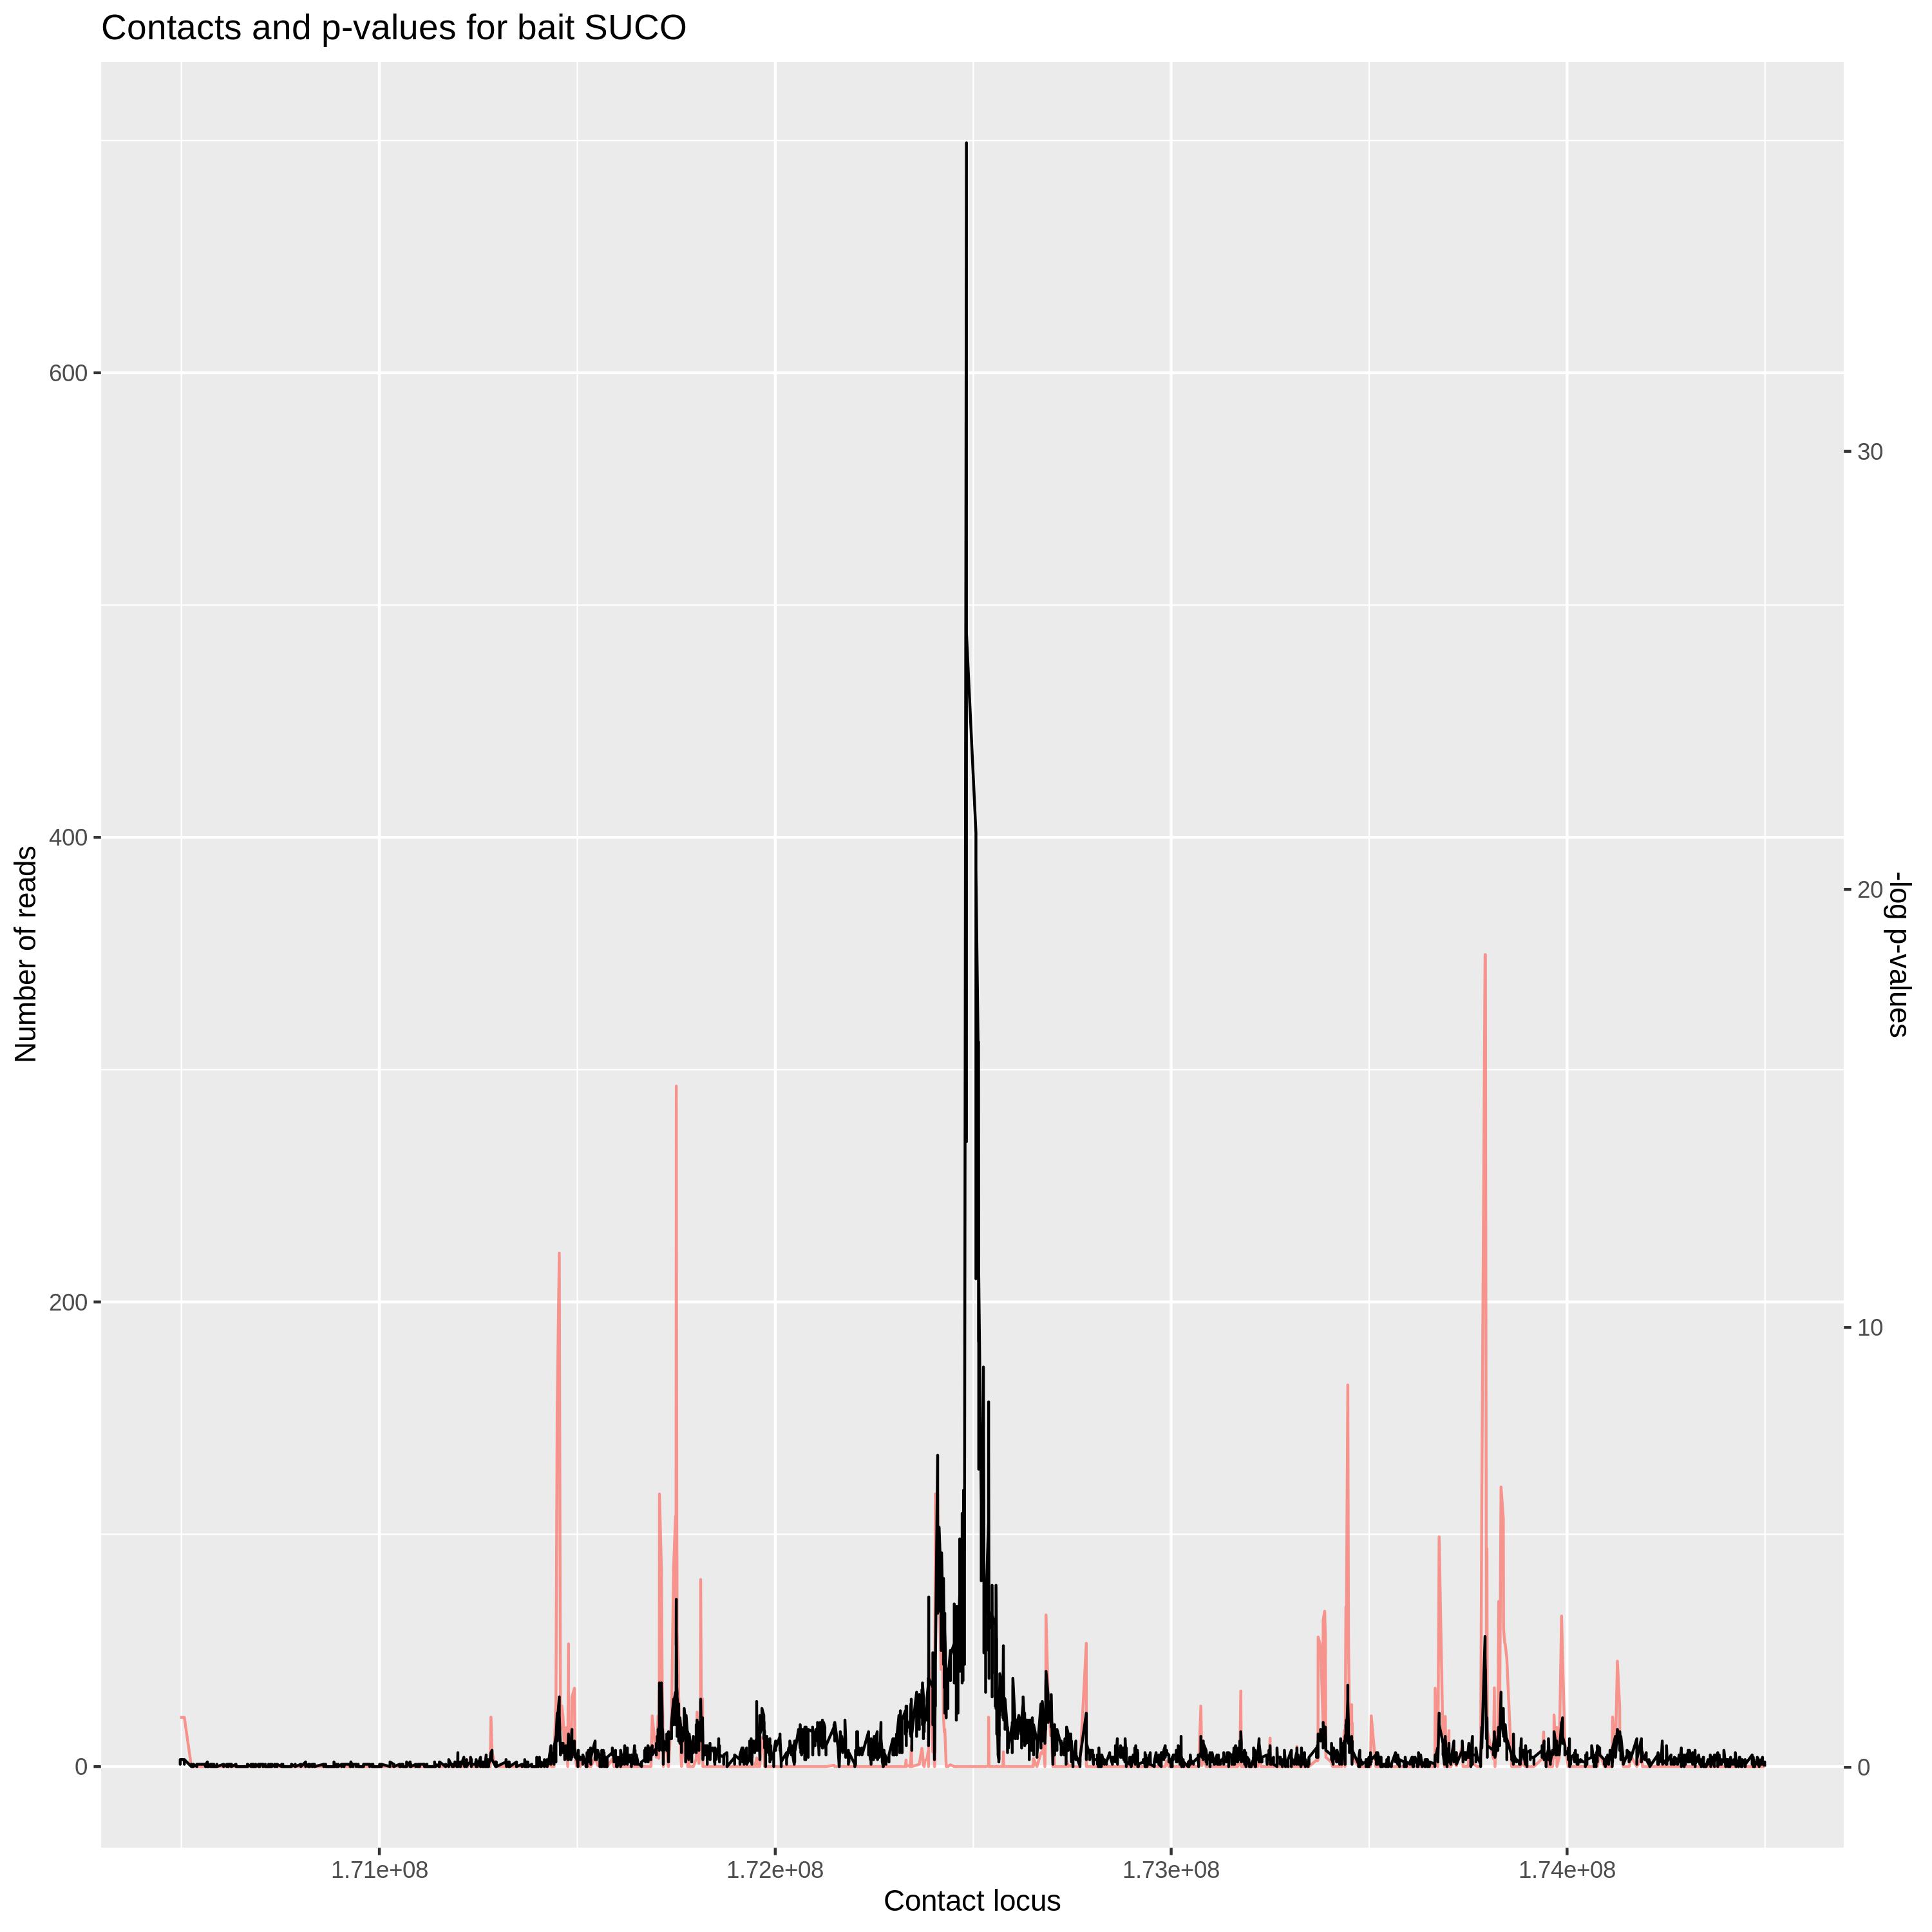 Contacts and p-values for bait SUCO
Number of reads
600
400
200
0
30
20
10
0
-log p-values
1.71e+08
1.72e+08
1.73e+08
1.74e+08
Contact locus